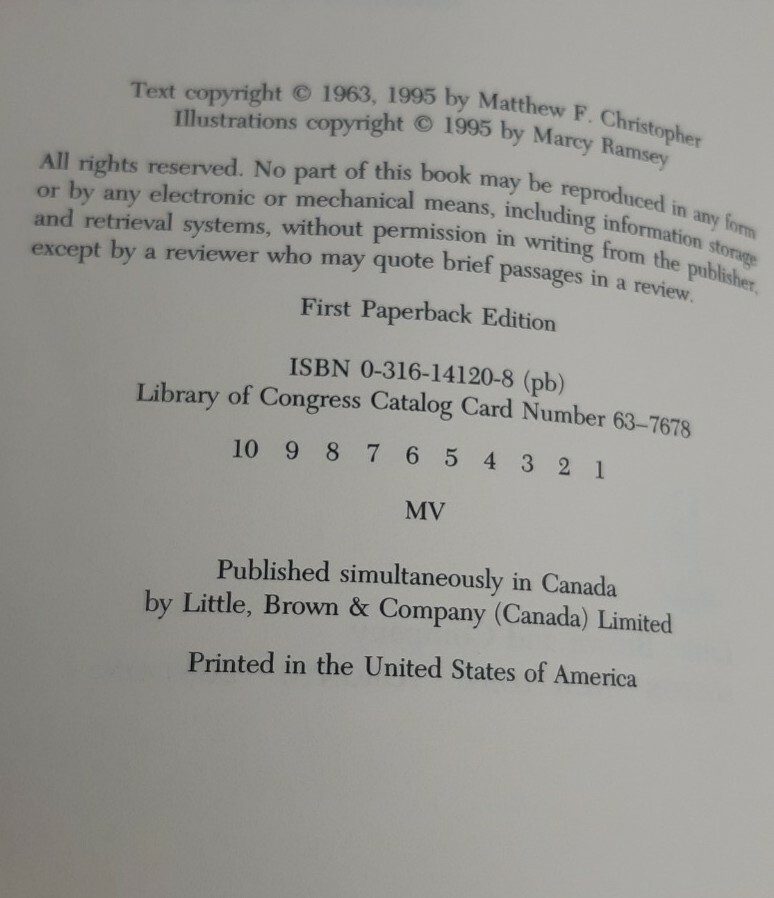 Text copyright © 1963, 1995 by Matthew F. Christopher
Illustrations copyright © 1995 by Marcy Ramsey
All rights reserved. No part of this book may be reproduced in any form
or by any electronic or mechanical means, including information storage
and retrieval systems, without permission in writing from the publisher,
except by a reviewer who may quote brief passages in a review.
First Paperback Edition
ISBN 0-316-14120-8 (pb)
Library of Congress Catalog Card Number 63–7678
10 9 8 7 6 5 4 3 2 1
MV
Published simultaneously in Canada
by Little, Brown & Company (Canada) Limited
Printed in the United States of America